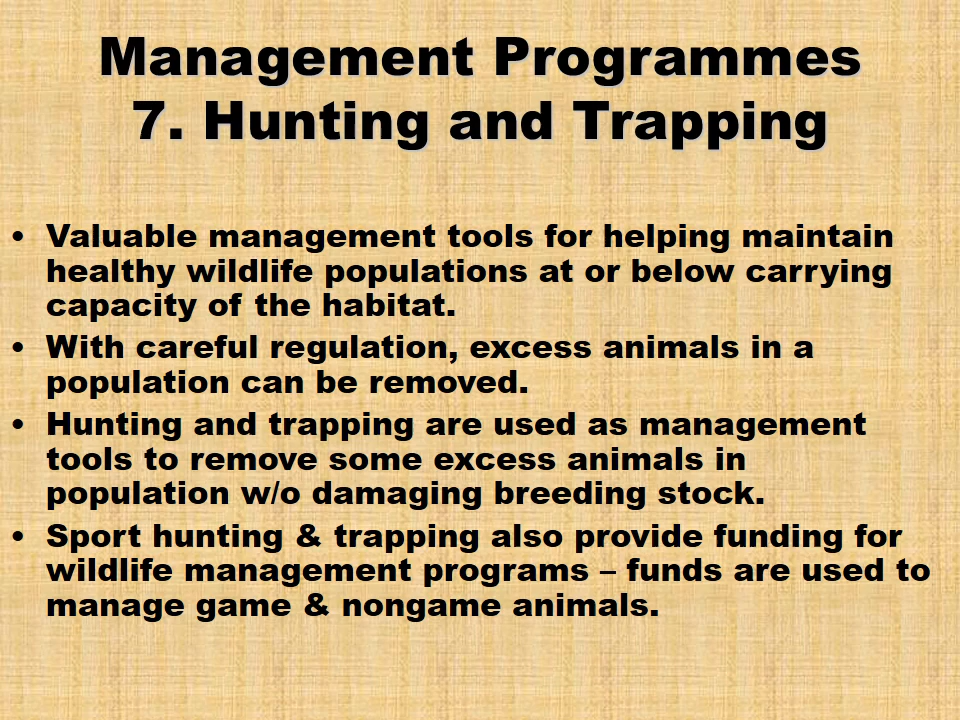 Management Programmes
7. Hunting and Trapping
• Valuable management tools for helping maintain
healthy wildlife populations at or below carrying
capacity of the habitat.
• With careful regulation, excess animals in a
population can be removed.
• Hunting and trapping are used as management
tools to remove some excess animals in
population w/o damaging breeding stock.
• Sport hunting & trapping also provide funding for
wildlife management programs – funds are used to
manage game & nongame animals.